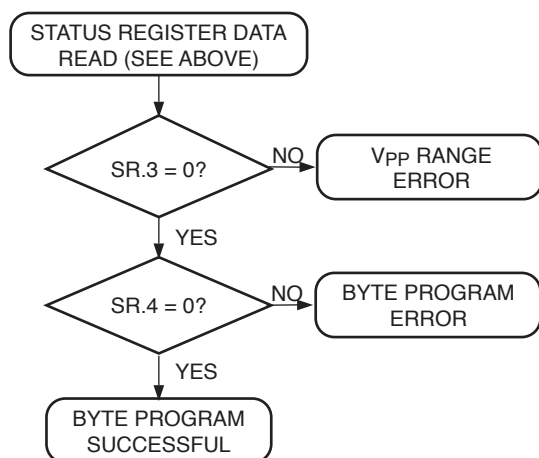 STATUS REGISTER DATA
READ (SEE ABOVE)
SR.3 = 0?
NO
VPP RANGE
ERROR
YES
SR.4 = 0?
NO
BYTE PROGRAM
ERROR
YES
BYTE PROGRAM
SUCCESSFUL